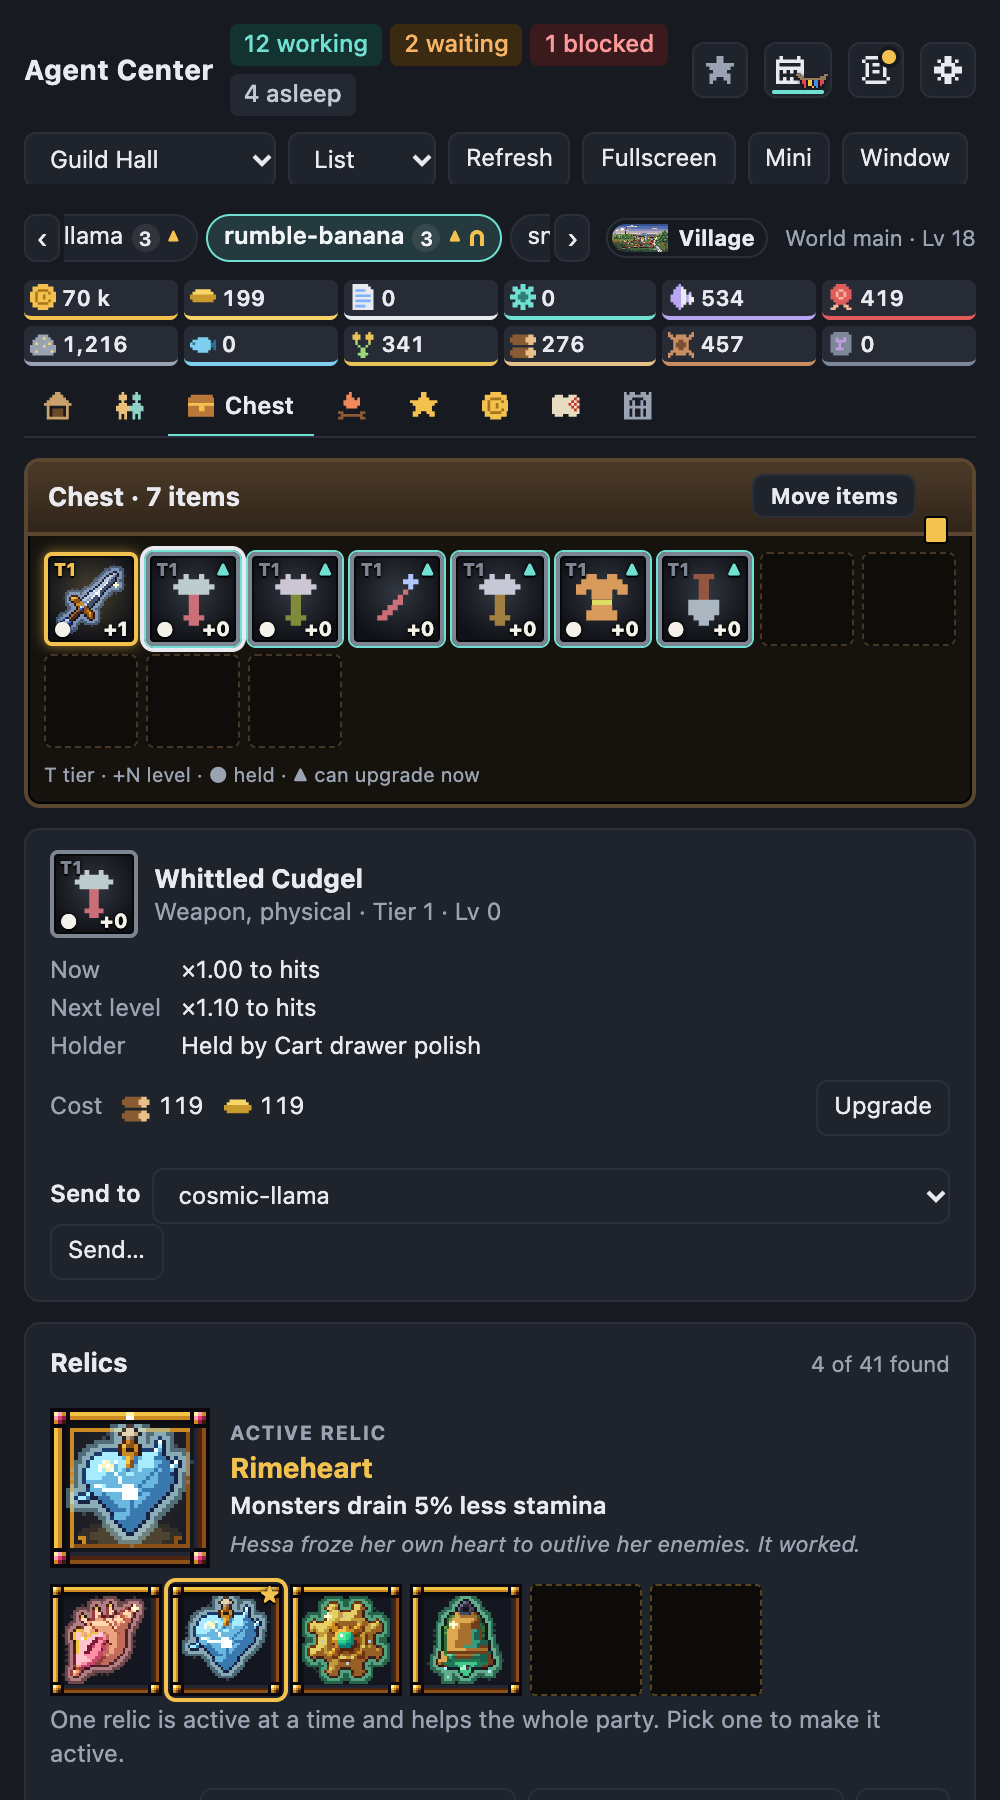 Agent Center
12 working
2 waiting
1 blocked
4 asleep
Guild Hall
List
Refresh
Fullscreen
Mini
Window
‹
llama 3
rumble-banana 3
›
Village
World main · Lv 18
70 k
199
0
0
534
419
1,216
0
341
276
457
0
Chest
Chest · 7 items
Move items
T1 +1
T1 +0
T1 +0
T1 +0
T1 +0
T1 +0
T1 +0
T tier · +N level · ● held · ▲ can upgrade now
T1 +0
Whittled Cudgel
Weapon, physical · Tier 1 · Lv 0
Now ×1.00 to hits
Next level ×1.10 to hits
Holder Held by Cart drawer polish
Cost 119 119
Upgrade
Send to cosmic-llama
Send...
Relics
4 of 41 found
ACTIVE RELIC
Rimeheart
Monsters drain 5% less stamina
Hessa froze her own heart to outlive her enemies. It worked.
One relic is active at a time and helps the whole party. Pick one to make it
active.